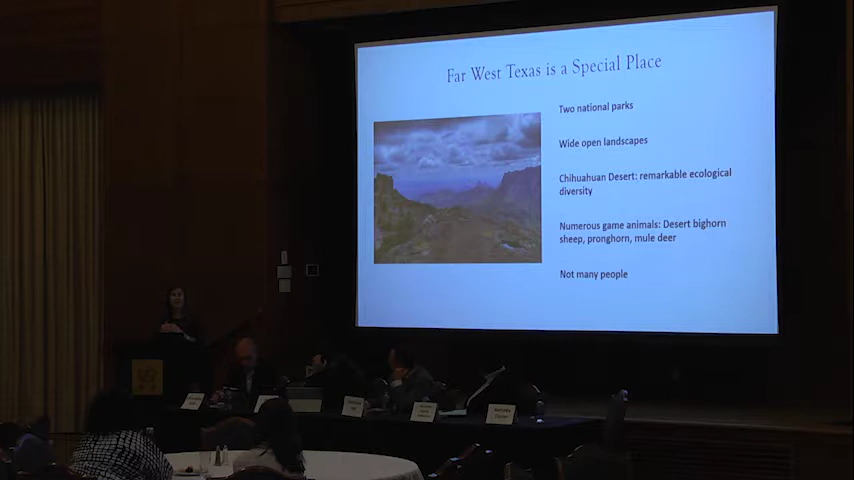 Far West Texas is a Special Place
Two national parks
Wide open landscapes
Chihuahuan Desert: remarkable ecological
diversity
Numerous game animals: Desert bighorn
sheep, pronghorn, mule deer
Not many people